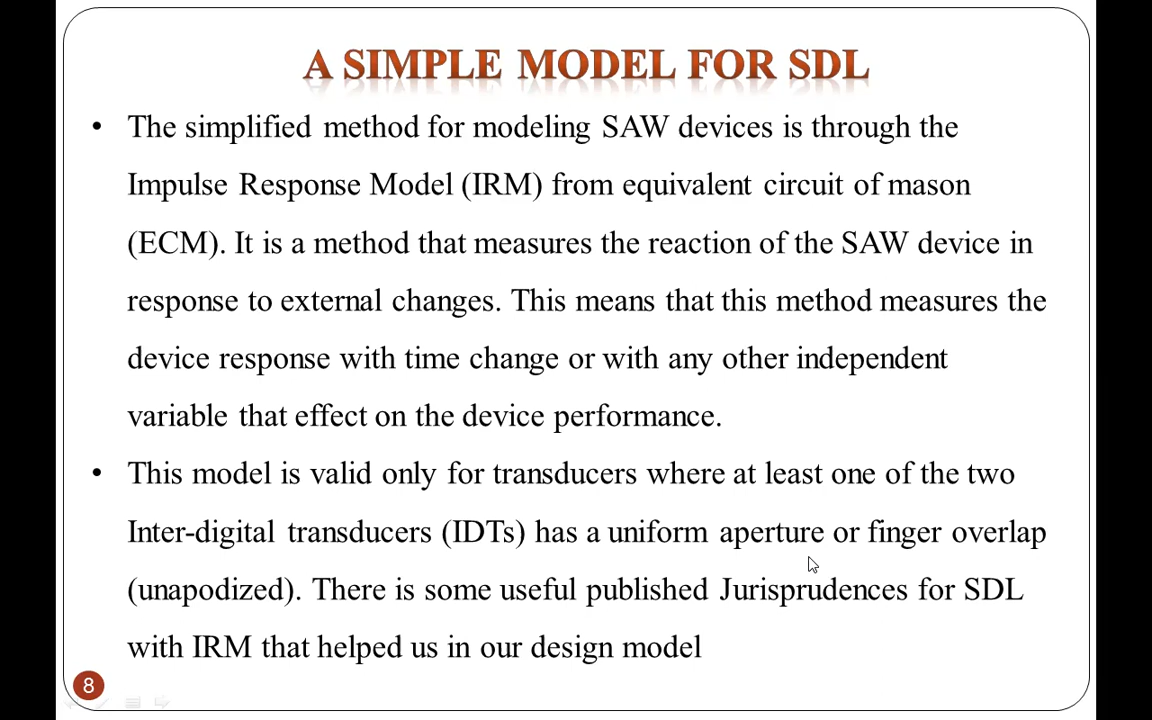 A SIMPLE MODEL FOR SDL
• The simplified method for modeling SAW devices is through the
Impulse Response Model (IRM) from equivalent circuit of mason
(ECM). It is a method that measures the reaction of the SAW device in
response to external changes. This means that this method measures the
device response with time change or with any other independent
variable that effect on the device performance.
• This model is valid only for transducers where at least one of the two
Inter-digital transducers (IDTs) has a uniform aperture or finger overlap
(unapodized). There is some useful published Jurisprudences for SDL
with IRM that helped us in our design model
8